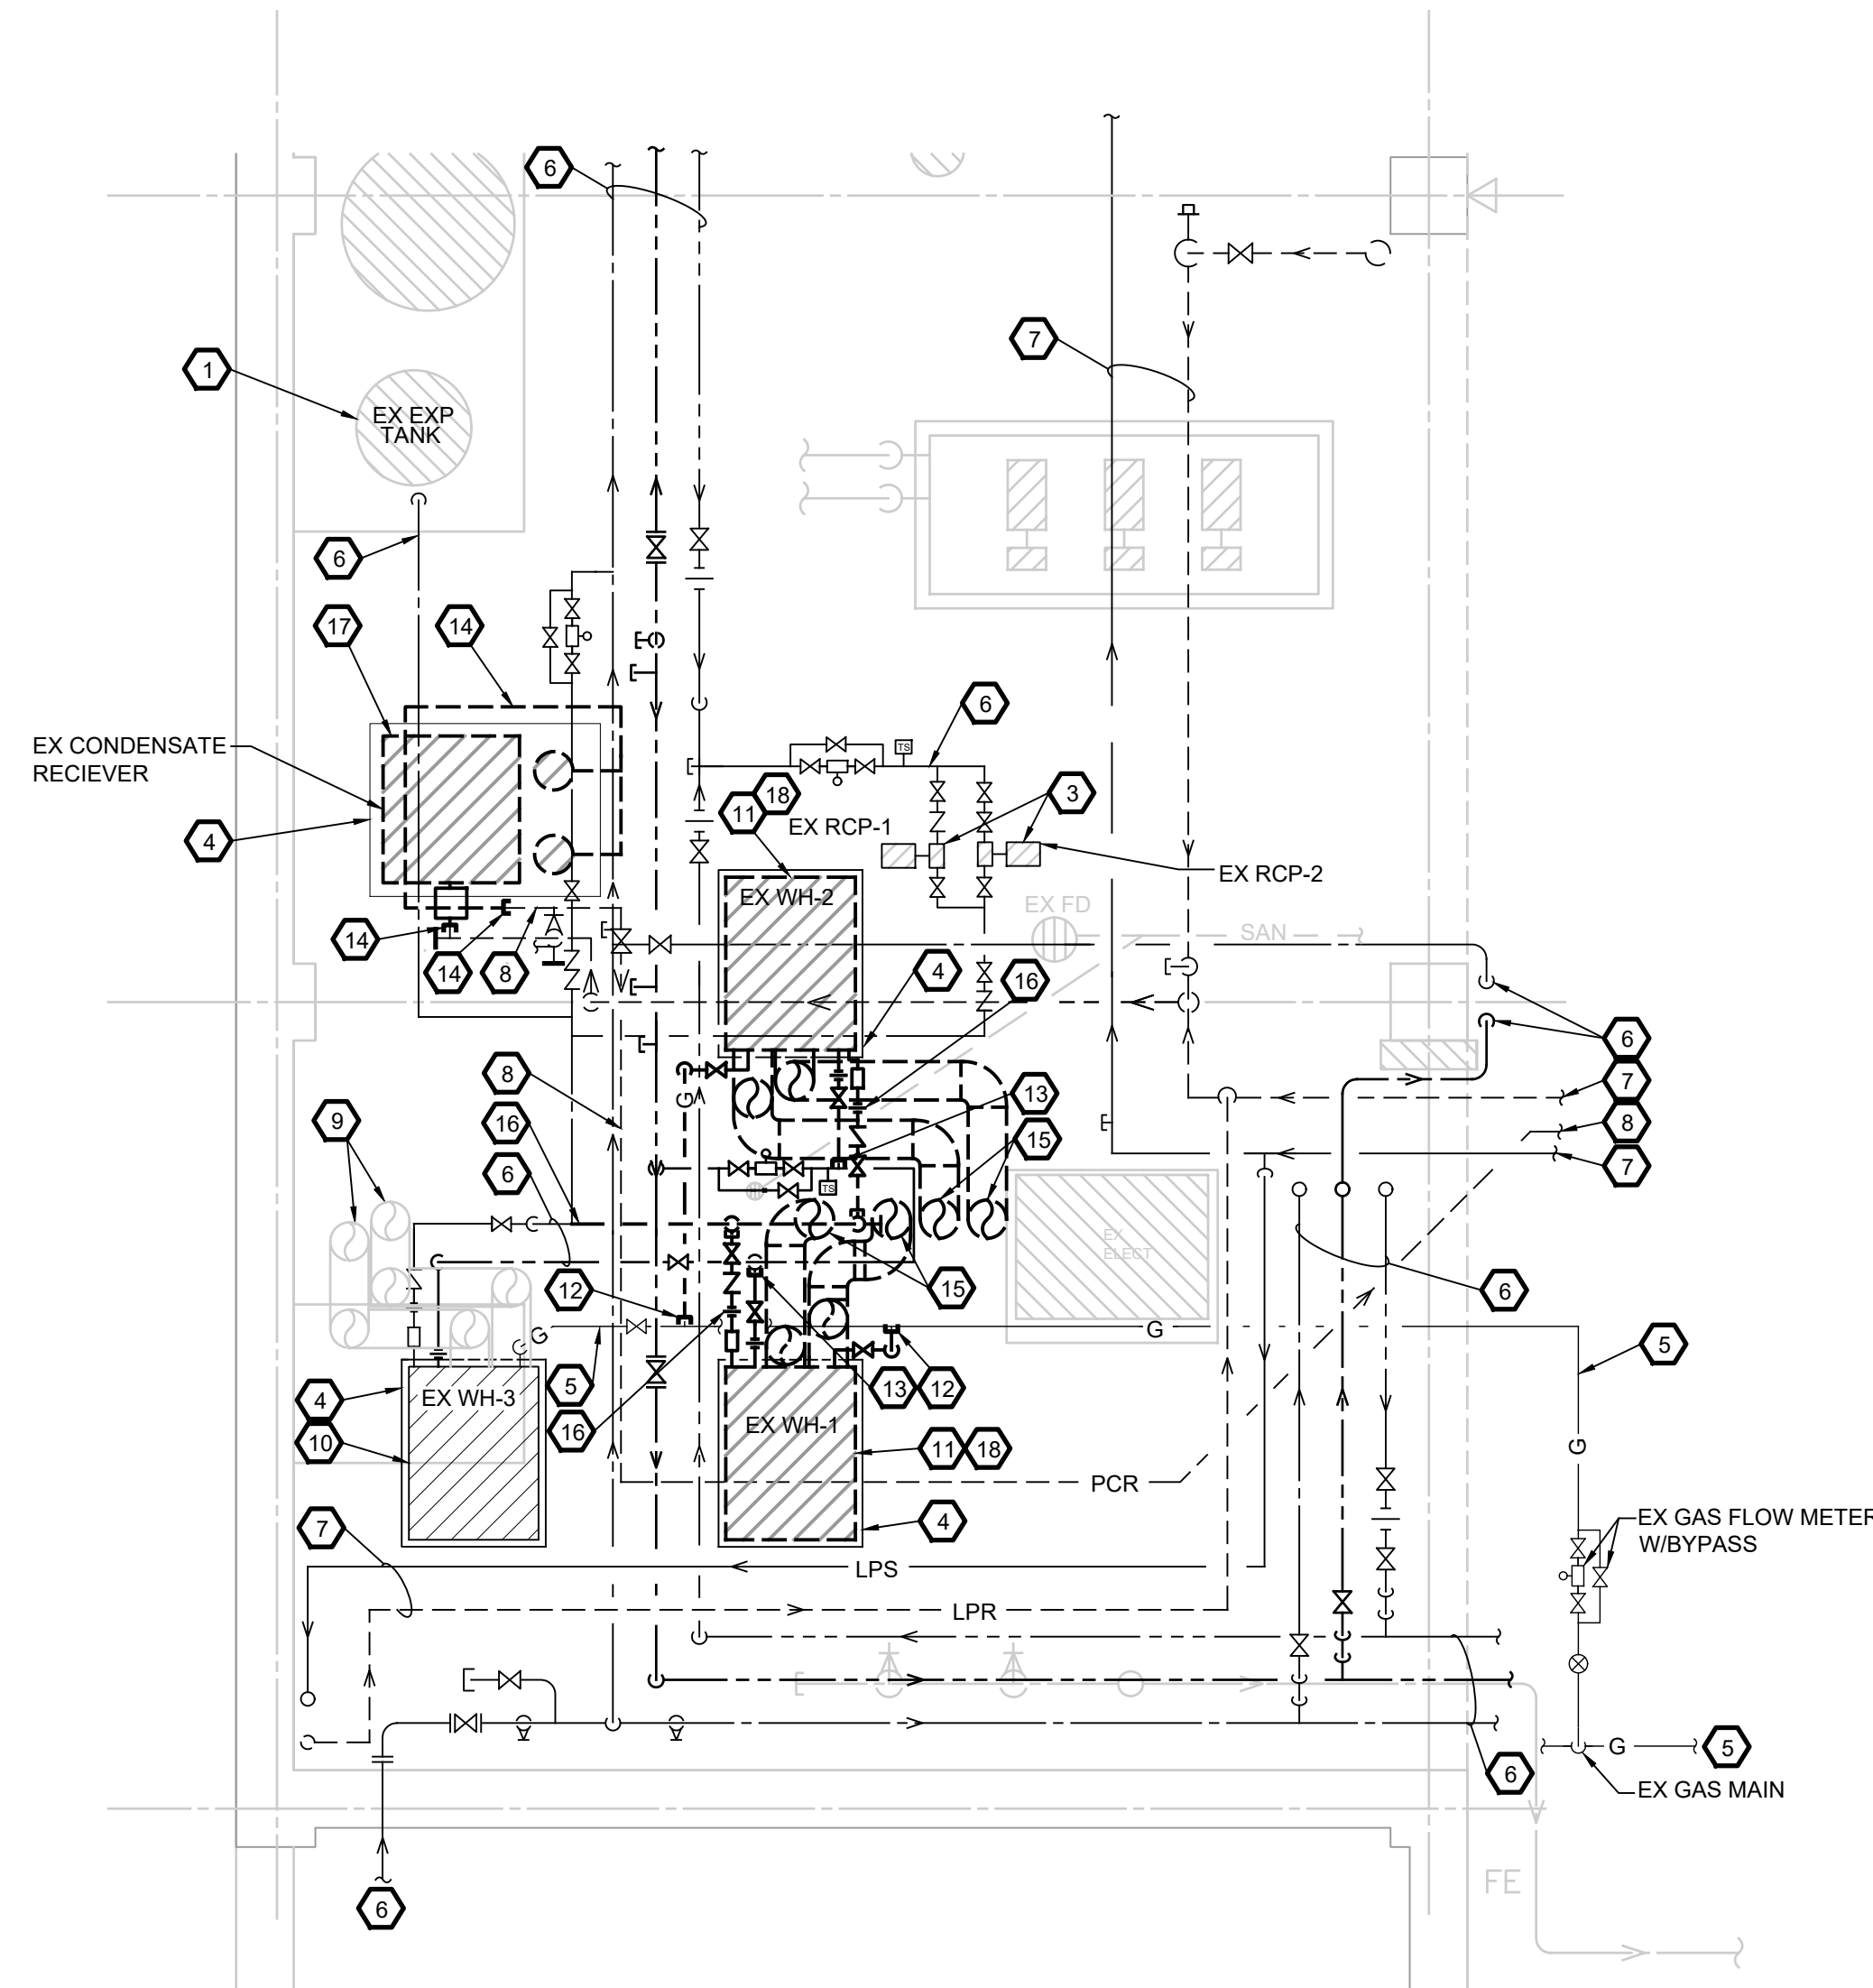 6
7
1
EX EXP
TANK
6
17
14
6
EX CONDENSATE
RECIEVER
TS
18
3
11
EX RCP-1
4
EX RCP-2
EX WH-2
EX FD
SAN
14
14
8
4
16
6
8
G
13
7
9
16
8
15
6
TS
7
EX
ELECT
12
15
6
G
G
5
4
5
13
12
EX WH-3
EX WH-1
16
10
11
18
G
PCR
7
4
EX GAS FLOW METER
W/BYPASS
LPS
LPR
G
5
6
EX GAS MAIN
FE
6